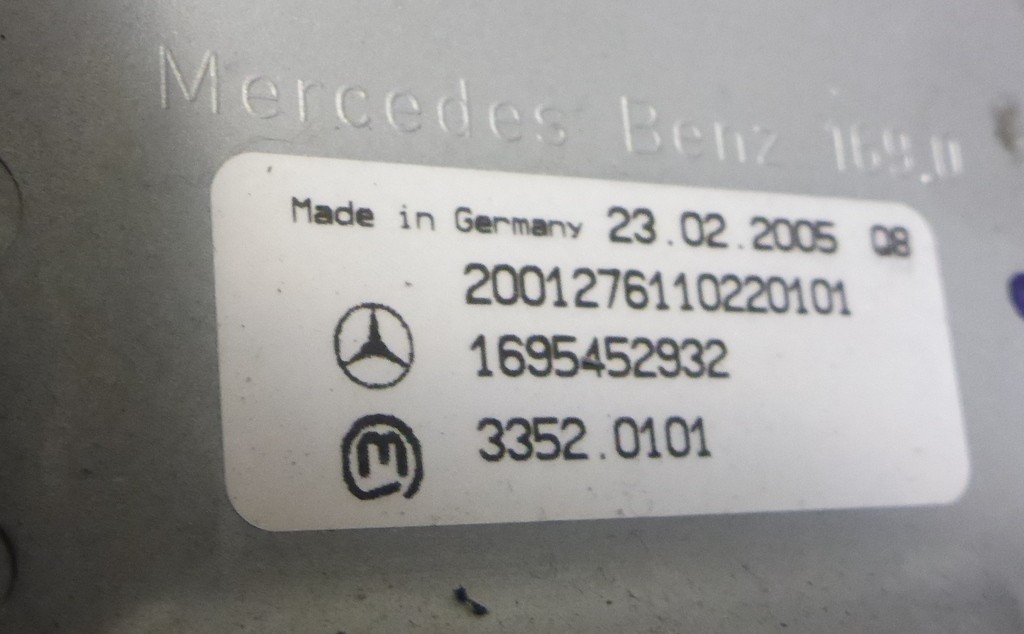 Mercedes Benz
Made in Germany 23.02.2005 Q8
2001276110220101
1695452932
3352.0101